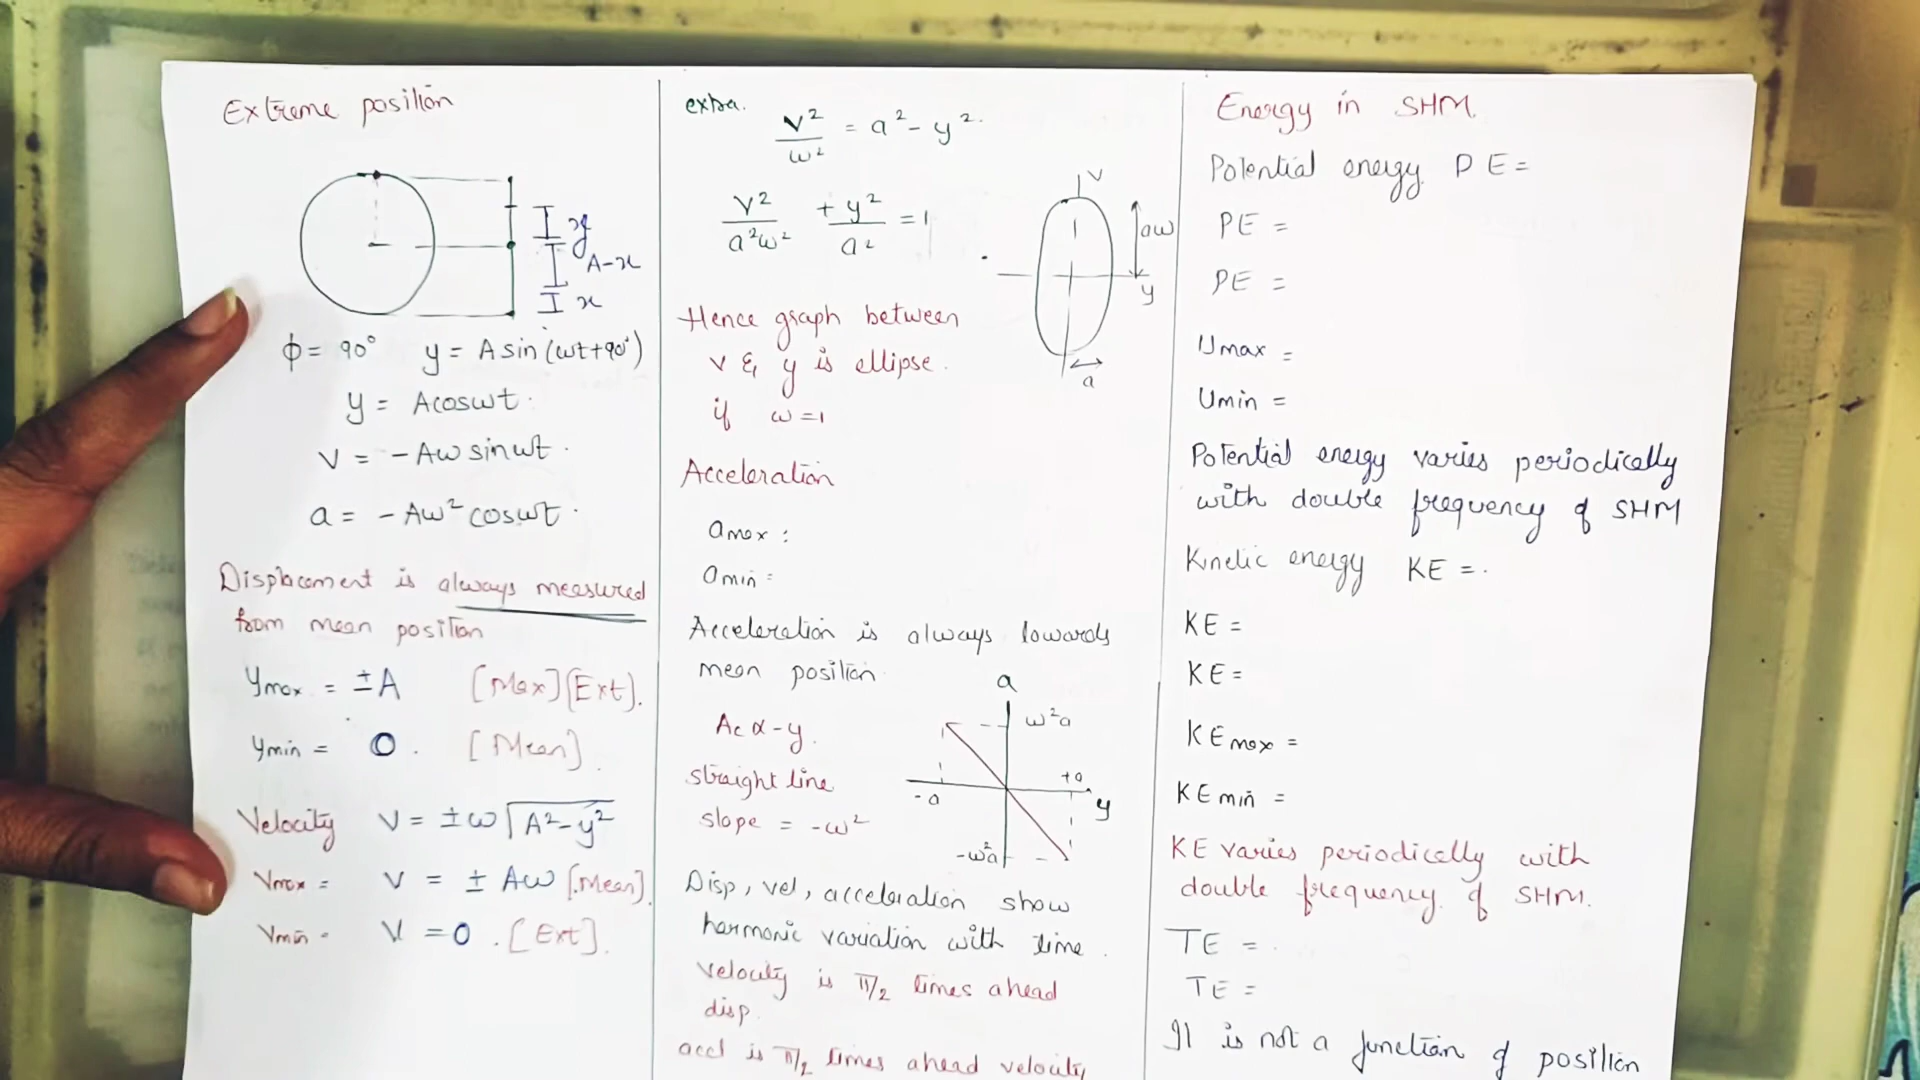 Extreme position
y
A-x
x
ϕ = 90° y = A sin (ωt+90°)
y = A cosωt.
v = -Aω sinωt.
a = -Aω² cosωt.
Displacement is always measured
from mean position
ymax = ±A [Max][Ext].
ymin = 0. [Mean].
Velocity v = ±ω√A²-y²
Vmax = v = ± Aω [Mean].
Vmin = V = 0. [Ext].
extra.
v²/ω² = a² - y².
v²/a²ω² + y²/a² = 1
v
aω
y
a
Hence graph between
v & y is ellipse.
if ω=1
Acceleration
amax :
amin =
Acceleration is always towards
mean position
Ac α -y.
straight line
slope = -ω²
a
ω²a
-a
+a
y
-ω²a
Disp, vel, acceleration show
harmonic variation with time.
velocity is π/2 times ahead
disp.
accl is π/2 times ahead velocity
Energy in SHM.
Potential energy PE =
PE =
PE =
Umax =
Umin =
Potential energy varies periodically
with double frequency of SHM
Kinetic energy KE =.
KE =
KE =
KEmax =
KEmin =
KE varies periodically with
double frequency of SHM.
TE =.
TE =
It is not a function of position